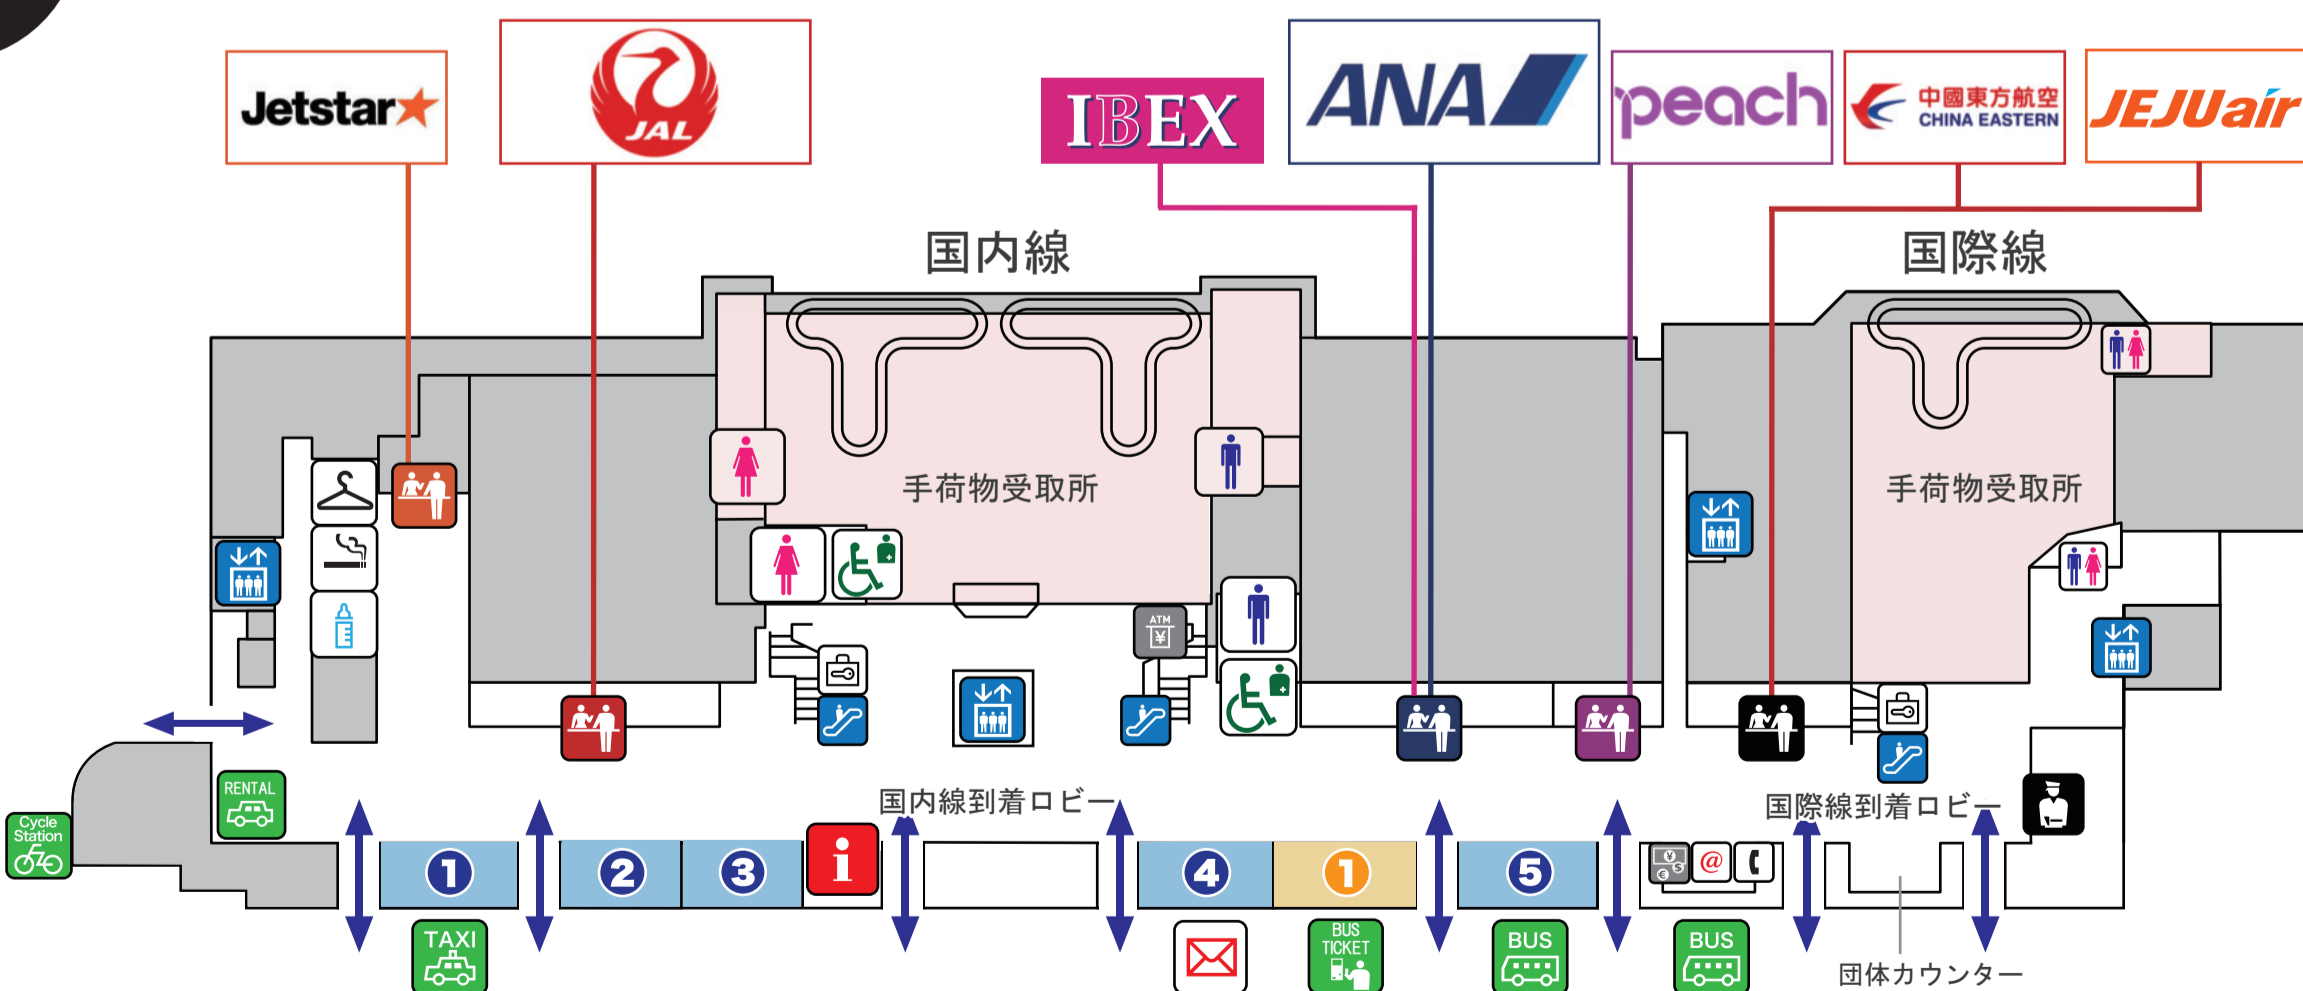 Jetstar
JAL
IBEX
ANA
peach
中國東方航空
CHINA EASTERN
JEJUair
国内線
国際線
手荷物受取所
手荷物受取所
ATM
¥
RENTAL
国内線到着ロビー
国際線到着ロビー
Cycle
Station
1
2
3
i
4
1
5
¥
$
€
@
TAXI
BUS
TICKET
BUS
BUS
団体カウンター